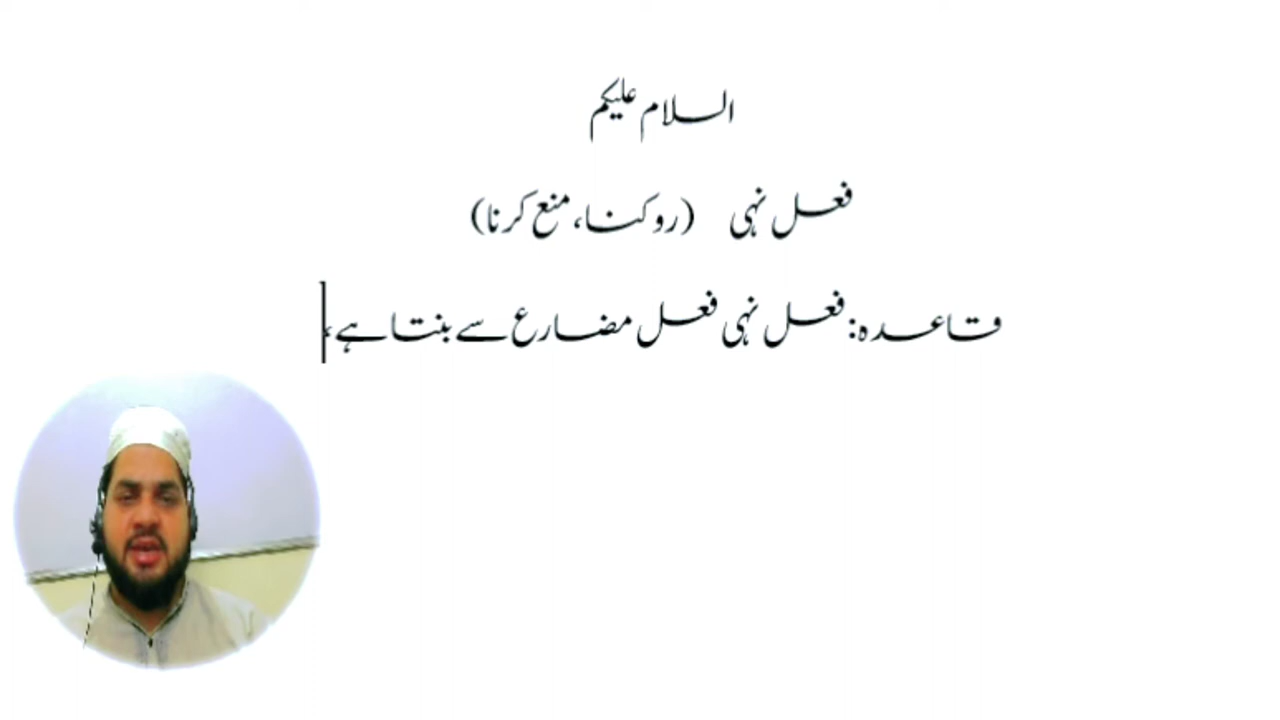 السلام علیکم
فعل نہی (روکنا، منع کرنا)
قاعدہ: فعل نہی فعل مضارع سے بنتا ہے،